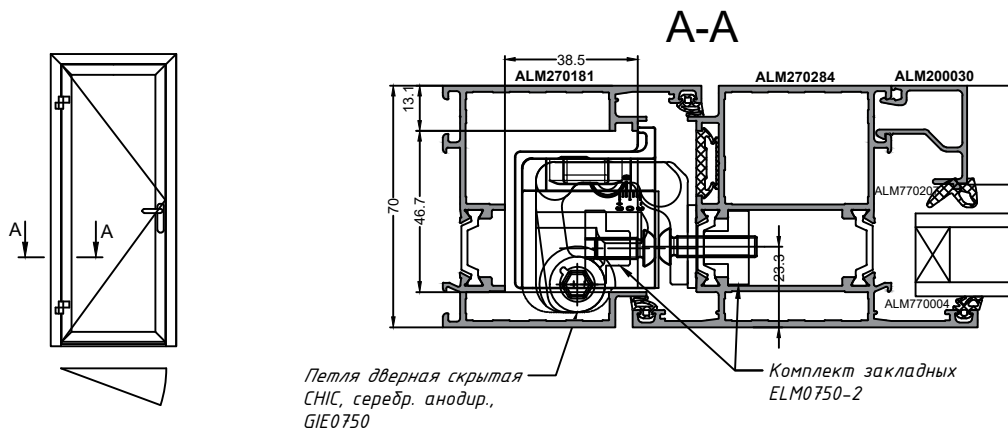 A-A
38.5
ALM270181
ALM270284
ALM200030
13.1
46.7
70
A
A
ALM770207
23.3
ALM770004
Петля дверная скрытая
CHIC, серебр. анодир.,
GIE0750
Комплект закладных
ELM0750-2